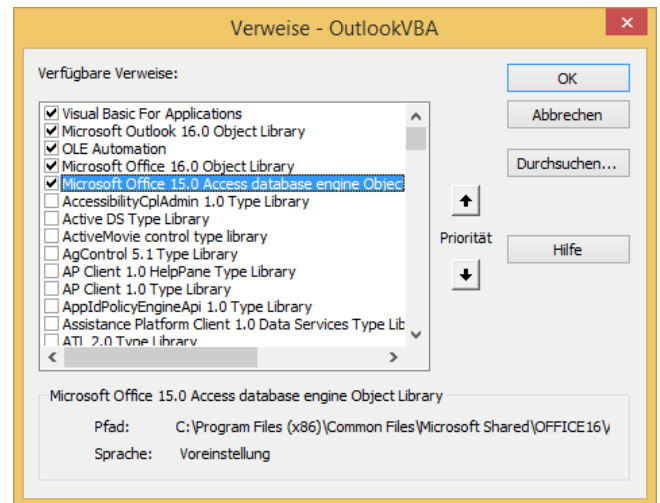 Verweise - OutlookVBA
Verfügbare Verweise:
OK
Abbrechen
Durchsuchen...
Priorität
Hilfe
Visual Basic For Applications
Microsoft Outlook 16.0 Object Library
OLE Automation
Microsoft Office 16.0 Object Library
Microsoft Office 15.0 Access database engine Objec
AccessibilityCplAdmin 1.0 Type Library
Active DS Type Library
ActiveMovie control type library
AgControl 5.1 Type Library
AP Client 1.0 HelpPane Type Library
AP Client 1.0 Type Library
AppIdPolicyEngineApi 1.0 Type Library
Assistance Platform Client 1.0 Data Services Type Lib
ATL 2.0 Type Library
Microsoft Office 15.0 Access database engine Object Library
Pfad: C:\Program Files (x86)\Common Files\Microsoft Shared\OFFICE16\
Sprache: Voreinstellung